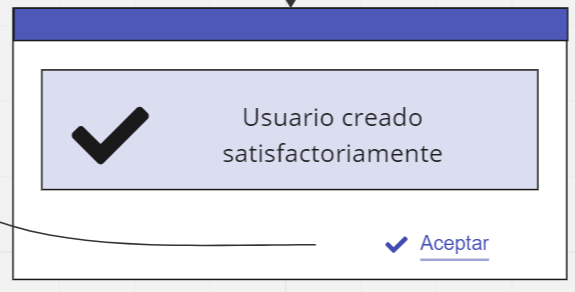 Usuario creado
satisfactoriamente
Aceptar